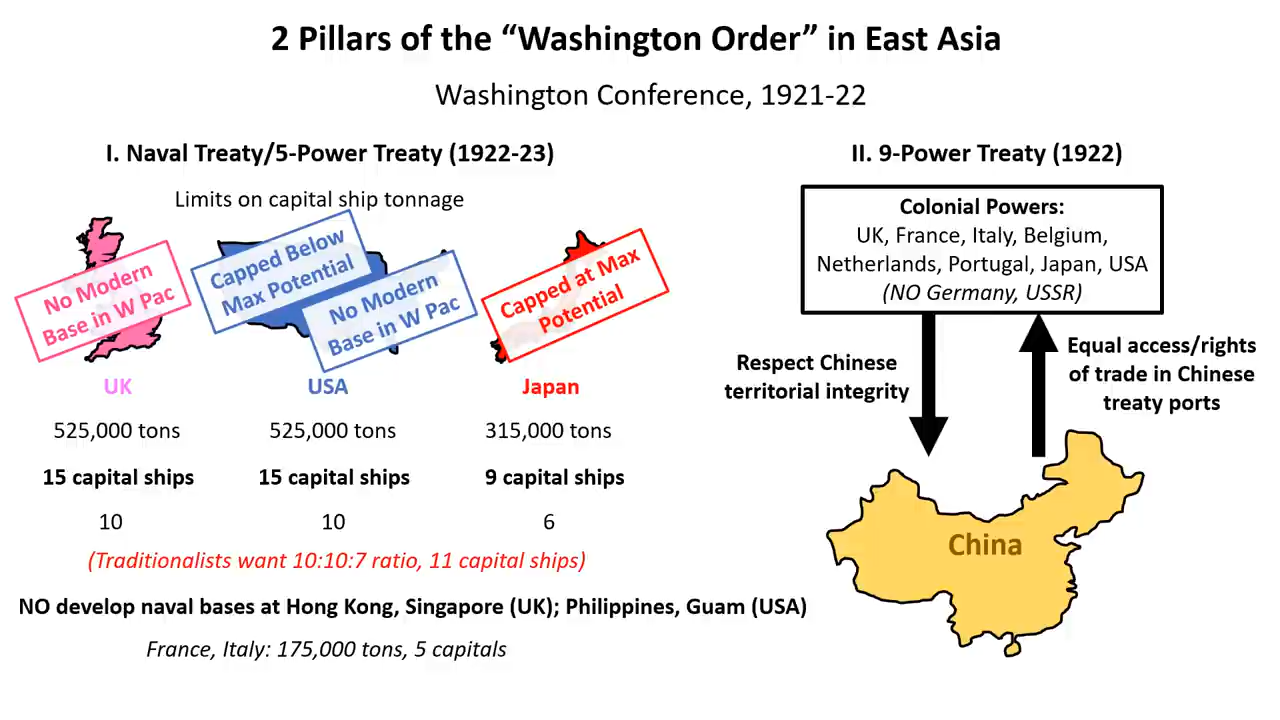 2 Pillars of the “Washington Order” in East Asia
Washington Conference, 1921-22
I. Naval Treaty/5-Power Treaty (1922-23)
Limits on capital ship tonnage
No Modern
Base in W Pac
Capped Below
Max Potential
No Modern
Base in W Pac
Capped at Max
Potential
UK
USA
Japan
525,000 tons
525,000 tons
315,000 tons
15 capital ships
15 capital ships
9 capital ships
10
10
6
(Traditionalists want 10:10:7 ratio, 11 capital ships)
NO develop naval bases at Hong Kong, Singapore (UK); Philippines, Guam (USA)
France, Italy: 175,000 tons, 5 capitals
II. 9-Power Treaty (1922)
Colonial Powers:
UK, France, Italy, Belgium,
Netherlands, Portugal, Japan, USA
(NO Germany, USSR)
Respect Chinese
territorial integrity
Equal access/rights
of trade in Chinese
treaty ports
China